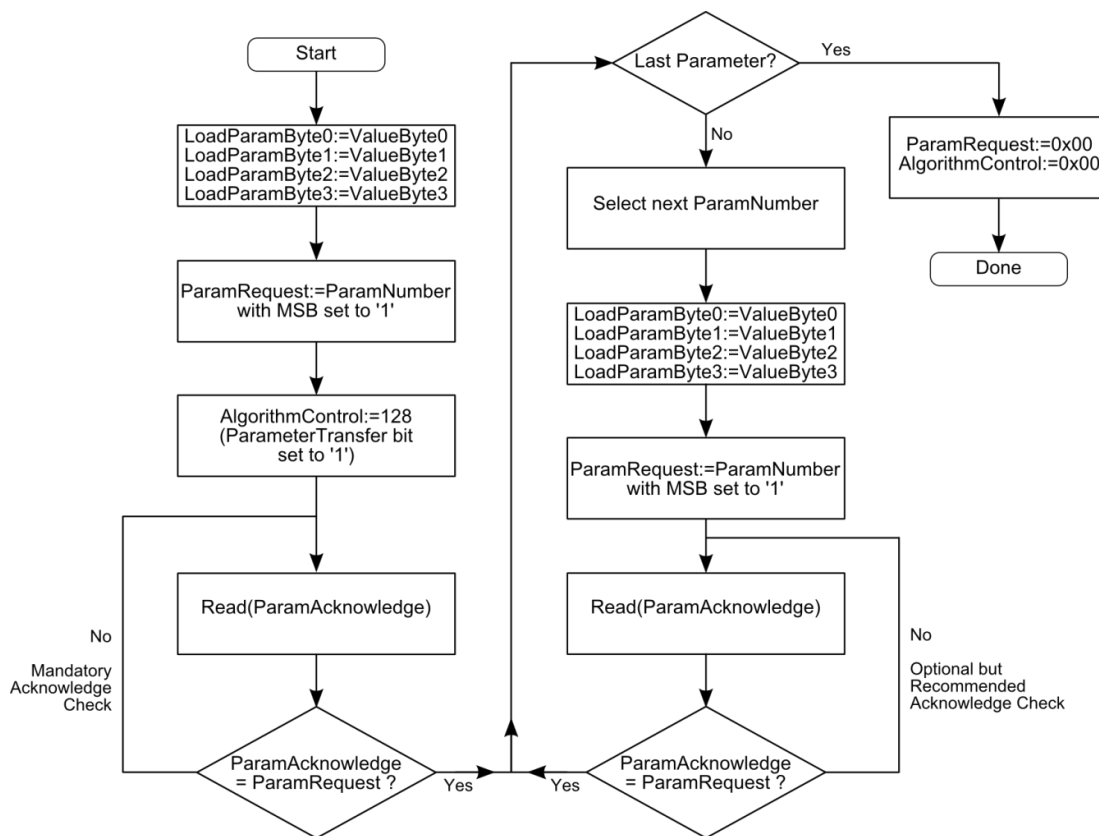 Start
LoadParamByte0:=ValueByte0
LoadParamByte1:=ValueByte1
LoadParamByte2:=ValueByte2
LoadParamByte3:=ValueByte3
ParamRequest:=ParamNumber
with MSB set to '1'
AlgorithmControl:=128
(ParameterTransfer bit
set to '1')
Read(ParamAcknowledge)
No
Mandatory
Acknowledge
Check
ParamAcknowledge
= ParamRequest ?
Yes
Last Parameter?
Yes
No
ParamRequest:=0x00
AlgorithmControl:=0x00
Done
Select next ParamNumber
LoadParamByte0:=ValueByte0
LoadParamByte1:=ValueByte1
LoadParamByte2:=ValueByte2
LoadParamByte3:=ValueByte3
ParamRequest:=ParamNumber
with MSB set to '1'
Read(ParamAcknowledge)
No
Optional but
Recommended
Acknowledge Check
ParamAcknowledge
= ParamRequest ?
Yes